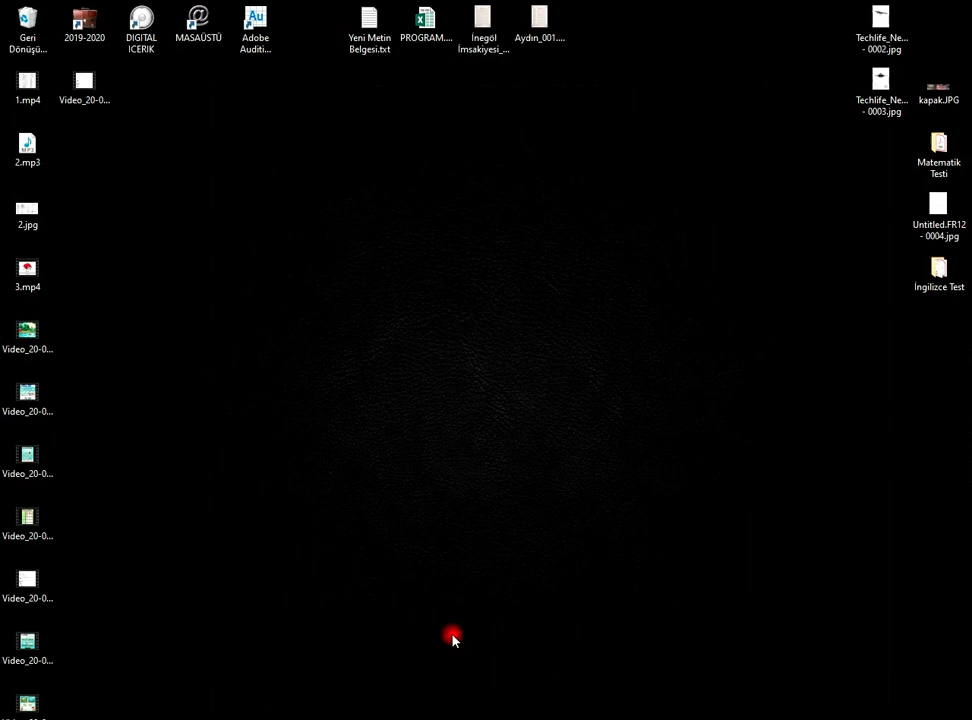 Geri
Dönüşü...
2019-2020
DIGITAL
ICERIK
MASAÜSTÜ
Adobe
Auditi...
Yeni Metin
Belgesi.txt
PROGRAM....
İnegöl
İmsakiyesi_...
Aydın_001....
Techlife_Ne...
- 0002.jpg
1.mp4
Video_20-0...
Techlife_Ne...
- 0003.jpg
kapak.JPG
2.mp3
Matematik
Testi
2.jpg
Untitled.FR12
- 0004.jpg
3.mp4
İngilizce Test
Video_20-0...
Video_20-0...
Video_20-0...
Video_20-0...
Video_20-0...
Video_20-0...